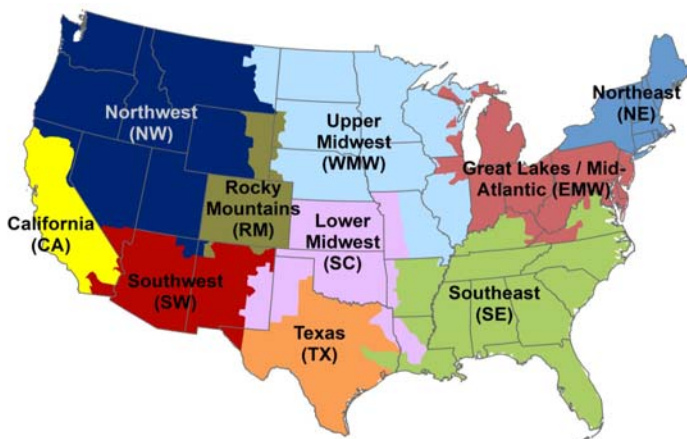 Northwest
(NW)
Upper
Midwest
(WMW)
Northeast
(NE)
Great Lakes / Mid-
Atlantic (EMW)
Rocky
Mountains
(RM)
California
(CA)
Lower
Midwest
(SC)
Southwest
(SW)
Southeast
(SE)
Texas
(TX)